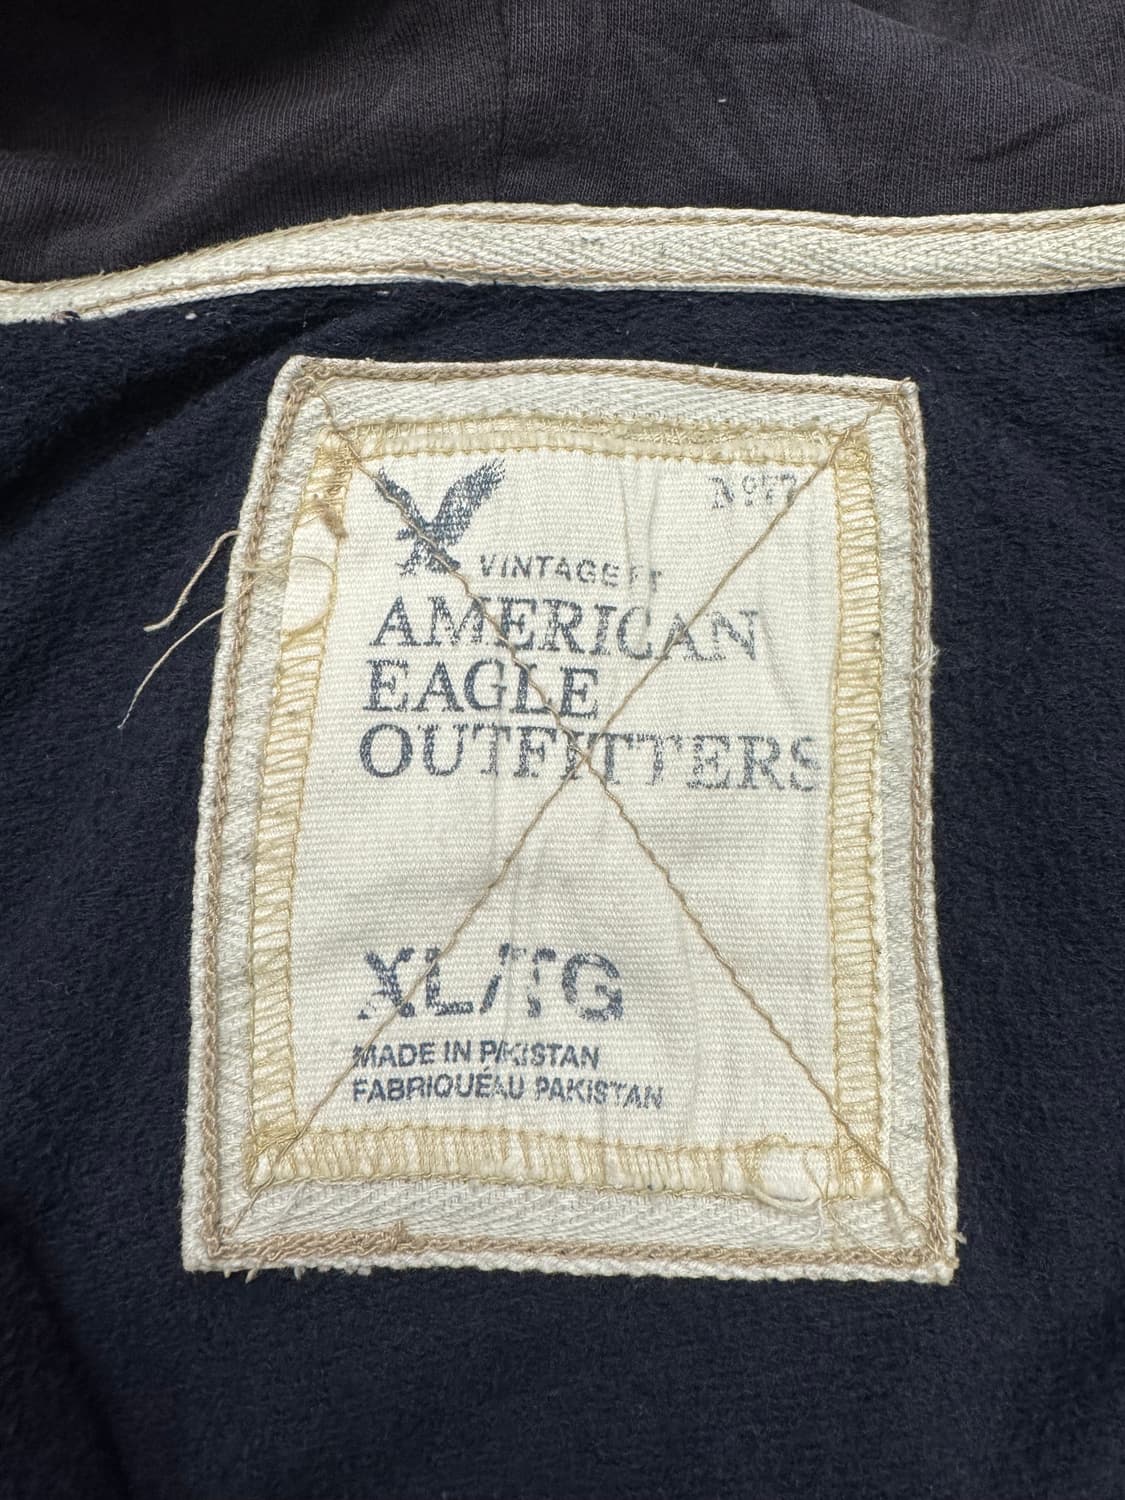 Nº77
VINTAGE FIT
AMERICAN
EAGLE
OUTFITTERS
XL/TG
MADE IN PAKISTAN
FABRIQUÉ AU PAKISTAN